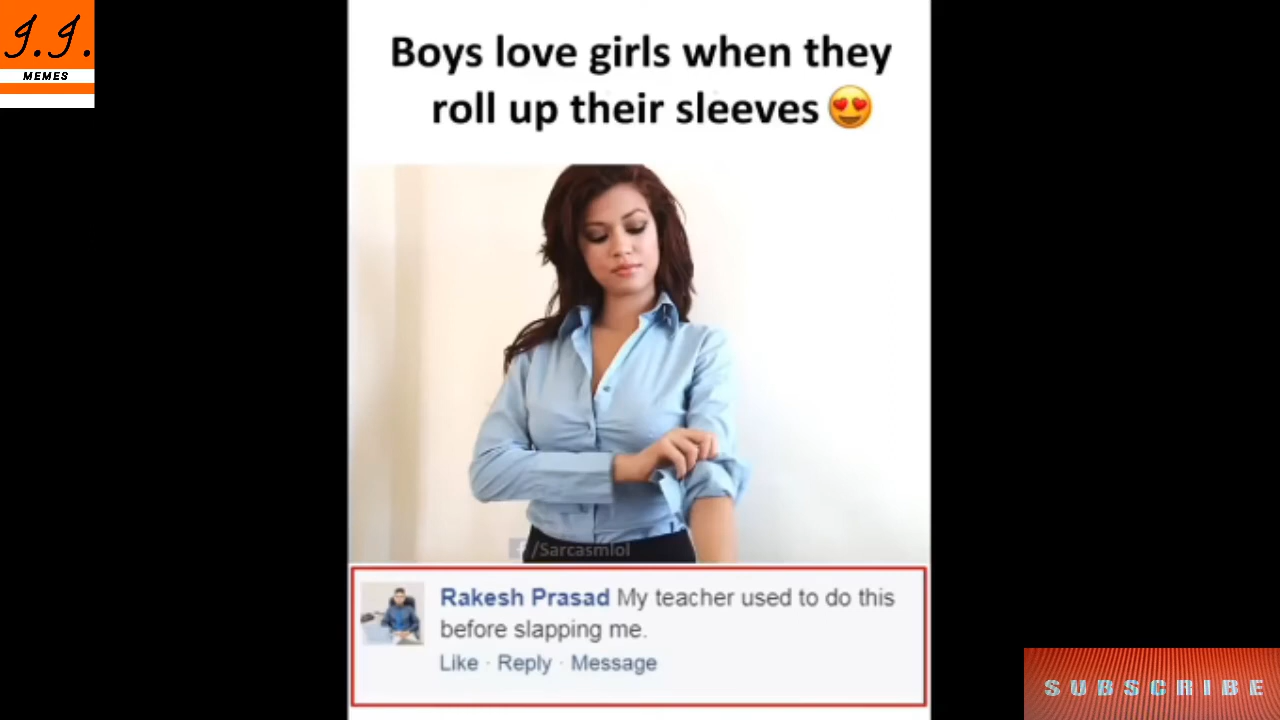 J.J.
MEMES
Boys love girls when they
roll up their sleeves😍
f/Sarcasmlol
Rakesh Prasad My teacher used to do this
before slapping me.
Like · Reply · Message
SUBSCRIBE